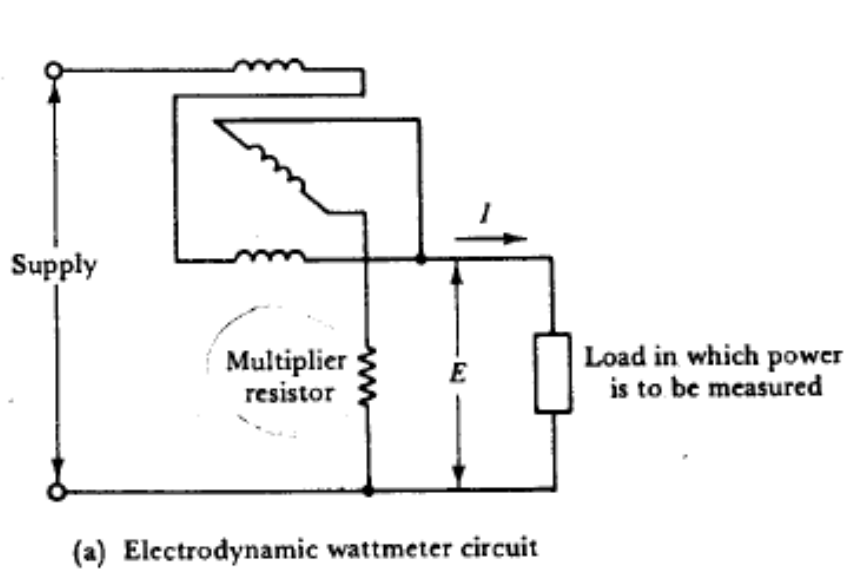 I
Supply
Multiplier
resistor
E
Load in which power
is to be measured
(a) Electrodynamic wattmeter circuit